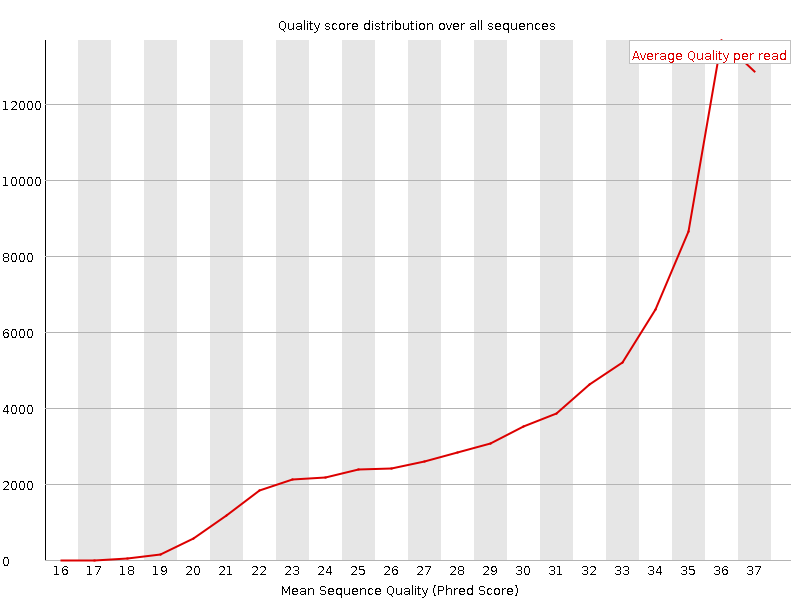 Quality score distribution over all sequences
Average Quality per read
12000
10000
8000
6000
4000
2000
0
16 17 18 19 20 21 22 23 24 25 26 27 28 29 30 31 32 33 34 35 36 37
Mean Sequence Quality (Phred Score)